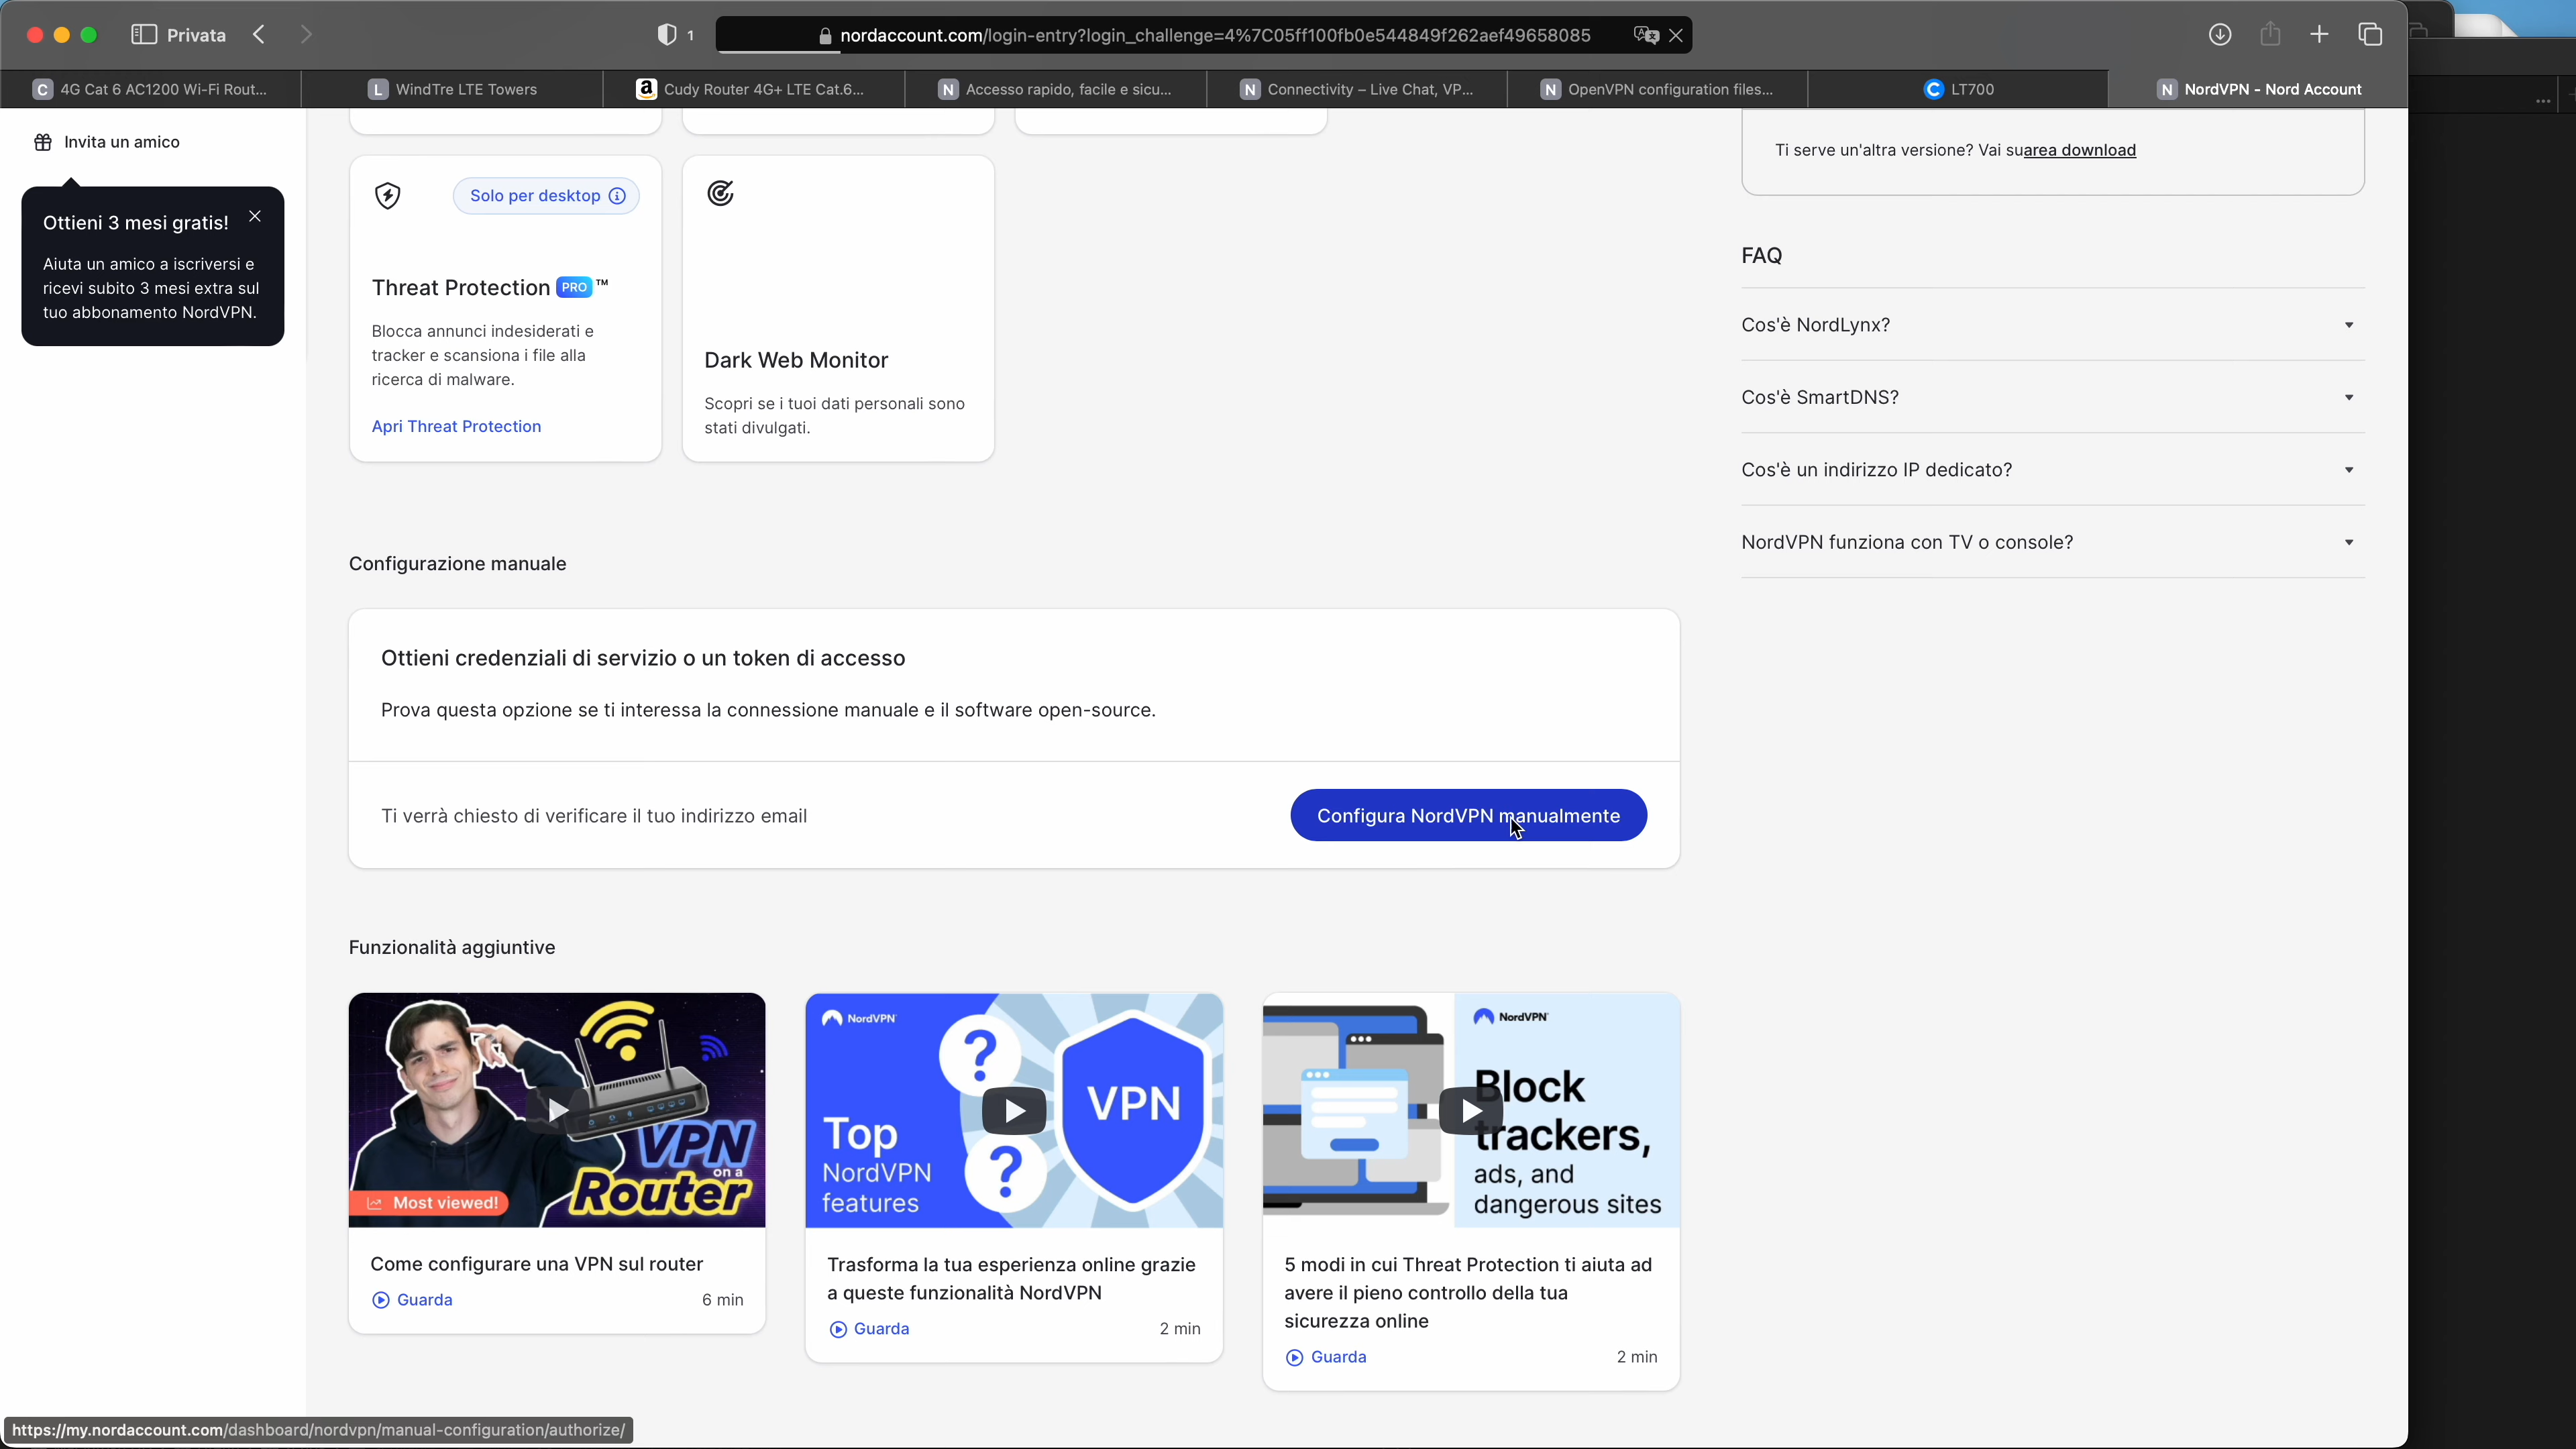 Privata
1
nordaccount.com/login-entry?login_challenge=4%7C05ff100fb0e544849f262aef49658085
C 4G Cat 6 AC1200 Wi-Fi Rout...
L WindTre LTE Towers
a Cudy Router 4G+ LTE Cat.6...
N Accesso rapido, facile e sicu...
N Connectivity – Live Chat, VP...
N OpenVPN configuration files...
C LT700
N NordVPN - Nord Account
Invita un amico
Ottieni 3 mesi gratis!
Aiuta un amico a iscriversi e
ricevi subito 3 mesi extra sul
tuo abbonamento NordVPN.
Solo per desktop
Threat Protection PRO ™
Blocca annunci indesiderati e
tracker e scansiona i file alla
ricerca di malware.
Apri Threat Protection
Dark Web Monitor
Scopri se i tuoi dati personali sono
stati divulgati.
Ti serve un'altra versione? Vai suarea download
FAQ
Cos'è NordLynx?
Cos'è SmartDNS?
Cos'è un indirizzo IP dedicato?
NordVPN funziona con TV o console?
Configurazione manuale
Ottieni credenziali di servizio o un token di accesso
Prova questa opzione se ti interessa la connessione manuale e il software open-source.
Ti verrà chiesto di verificare il tuo indirizzo email
Configura NordVPN manualmente
Funzionalità aggiuntive
VPN
on a
Router
Most viewed!
Come configurare una VPN sul router
Guarda
6 min
NordVPN
?
?
VPN
Top
NordVPN
features
Trasforma la tua esperienza online grazie
a queste funzionalità NordVPN
Guarda
2 min
NordVPN
Block
trackers,
ads, and
dangerous sites
5 modi in cui Threat Protection ti aiuta ad
avere il pieno controllo della tua
sicurezza online
Guarda
2 min
https://my.nordaccount.com/dashboard/nordvpn/manual-configuration/authorize/